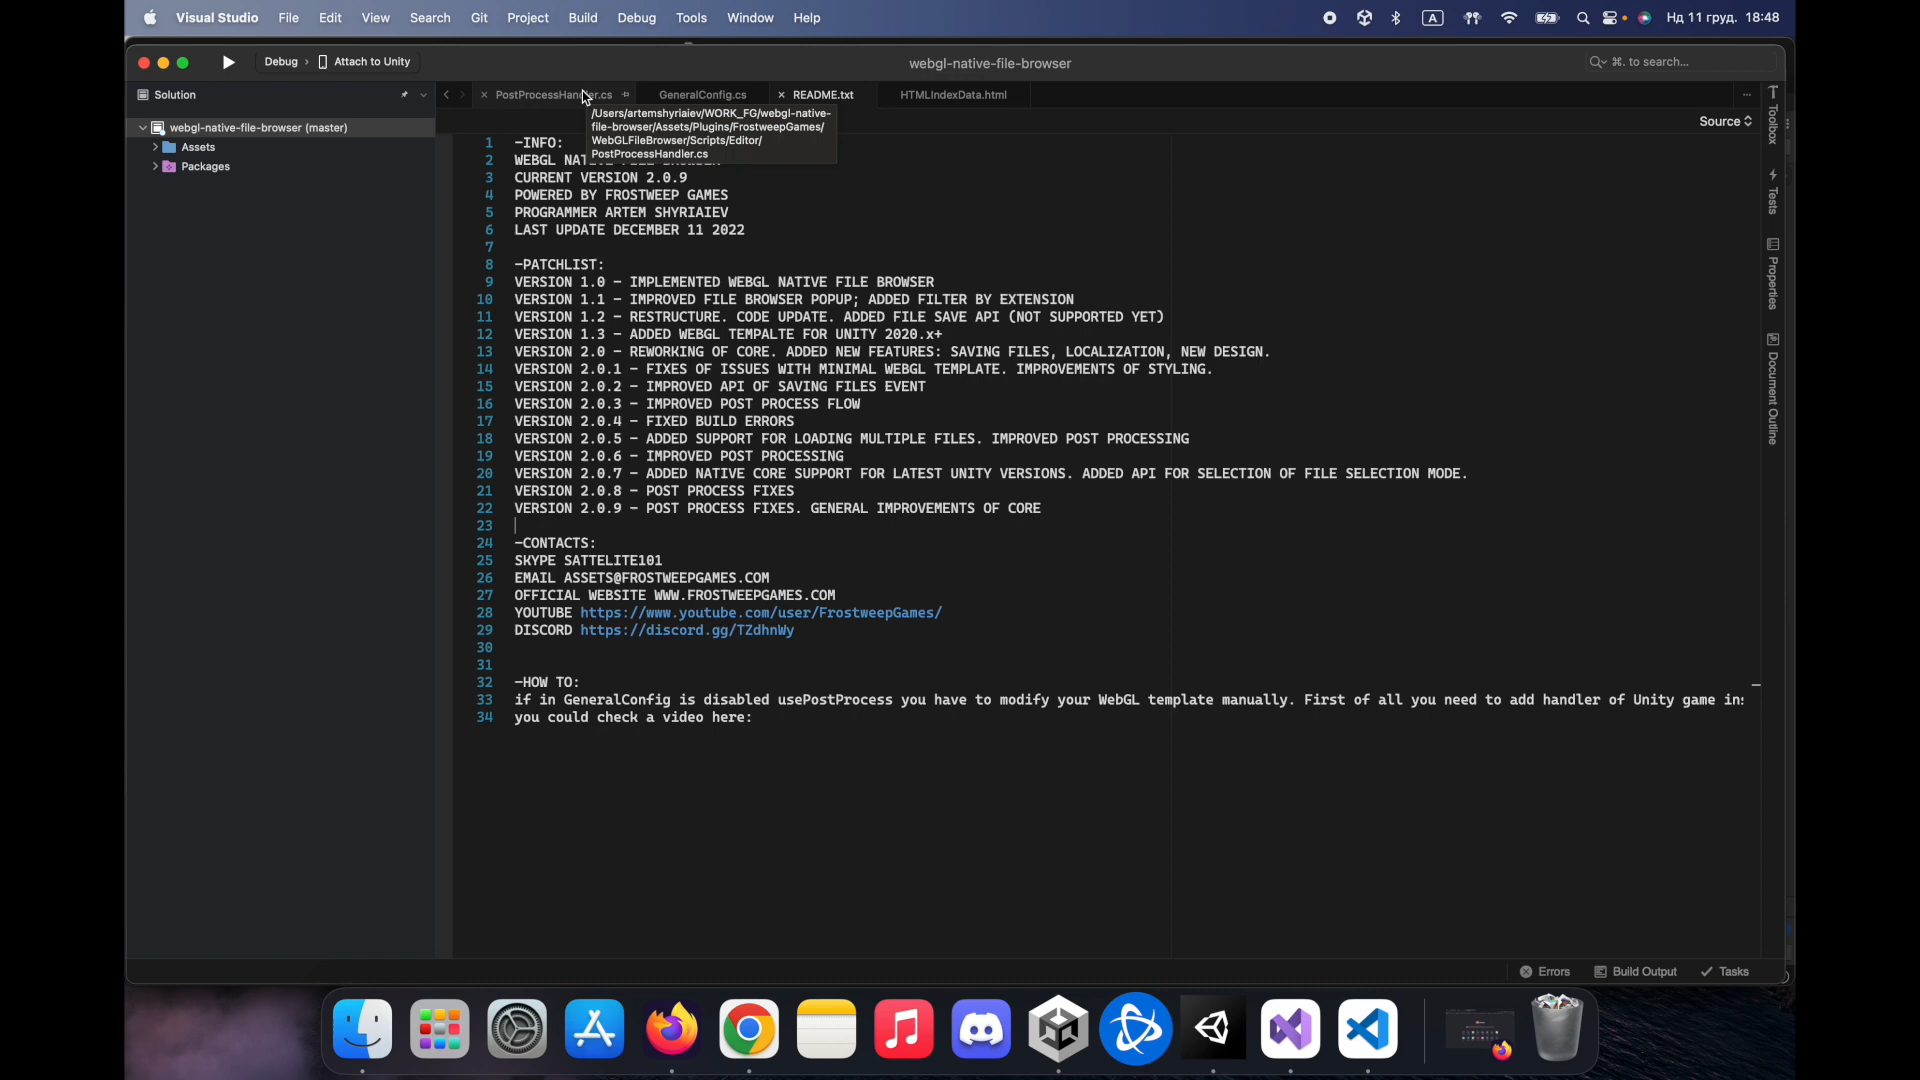 Visual Studio File Edit View Search Git Project Build Debug Tools Window Help A Нд 11 груд. 18:48
Debug › Attach to Unity webgl-native-file-browser ⌘. to search...
Solution PostProcessHandler.cs GeneralConfig.cs README.txt HTMLIndexData.html
/Users/artemshyriaiev/WORK_FG/webgl-native-
file-browser/Assets/Plugins/FrostweepGames/
WebGLFileBrowser/Scripts/Editor/
PostProcessHandler.cs
Source
webgl-native-file-browser (master)
Assets
Packages
1 -INFO:
2 WEBGL NATIVE FILE BROWSER
3 CURRENT VERSION 2.0.9
4 POWERED BY FROSTWEEP GAMES
5 PROGRAMMER ARTEM SHYRIAIEV
6 LAST UPDATE DECEMBER 11 2022
7
8 -PATCHLIST:
9 VERSION 1.0 - IMPLEMENTED WEBGL NATIVE FILE BROWSER
10 VERSION 1.1 - IMPROVED FILE BROWSER POPUP; ADDED FILTER BY EXTENSION
11 VERSION 1.2 - RESTRUCTURE. CODE UPDATE. ADDED FILE SAVE API (NOT SUPPORTED YET)
12 VERSION 1.3 - ADDED WEBGL TEMPALTE FOR UNITY 2020.x+
13 VERSION 2.0 - REWORKING OF CORE. ADDED NEW FEATURES: SAVING FILES, LOCALIZATION, NEW DESIGN.
14 VERSION 2.0.1 - FIXES OF ISSUES WITH MINIMAL WEBGL TEMPLATE. IMPROVEMENTS OF STYLING.
15 VERSION 2.0.2 - IMPROVED API OF SAVING FILES EVENT
16 VERSION 2.0.3 - IMPROVED POST PROCESS FLOW
17 VERSION 2.0.4 - FIXED BUILD ERRORS
18 VERSION 2.0.5 - ADDED SUPPORT FOR LOADING MULTIPLE FILES. IMPROVED POST PROCESSING
19 VERSION 2.0.6 - IMPROVED POST PROCESSING
20 VERSION 2.0.7 - ADDED NATIVE CORE SUPPORT FOR LATEST UNITY VERSIONS. ADDED API FOR SELECTION OF FILE SELECTION MODE.
21 VERSION 2.0.8 - POST PROCESS FIXES
22 VERSION 2.0.9 - POST PROCESS FIXES. GENERAL IMPROVEMENTS OF CORE
23
24 -CONTACTS:
25 SKYPE SATTELITE101
26 EMAIL ASSETS@FROSTWEEPGAMES.COM
27 OFFICIAL WEBSITE WWW.FROSTWEEPGAMES.COM
28 YOUTUBE https://www.youtube.com/user/FrostweepGames/
29 DISCORD https://discord.gg/TZdhnWy
30
31
32 -HOW TO:
33 if in GeneralConfig is disabled usePostProcess you have to modify your WebGL template manually. First of all you need to add handler of Unity game in
34 you could check a video here:
Toolbox
Tests
Properties
Document Outline
Errors Build Output Tasks